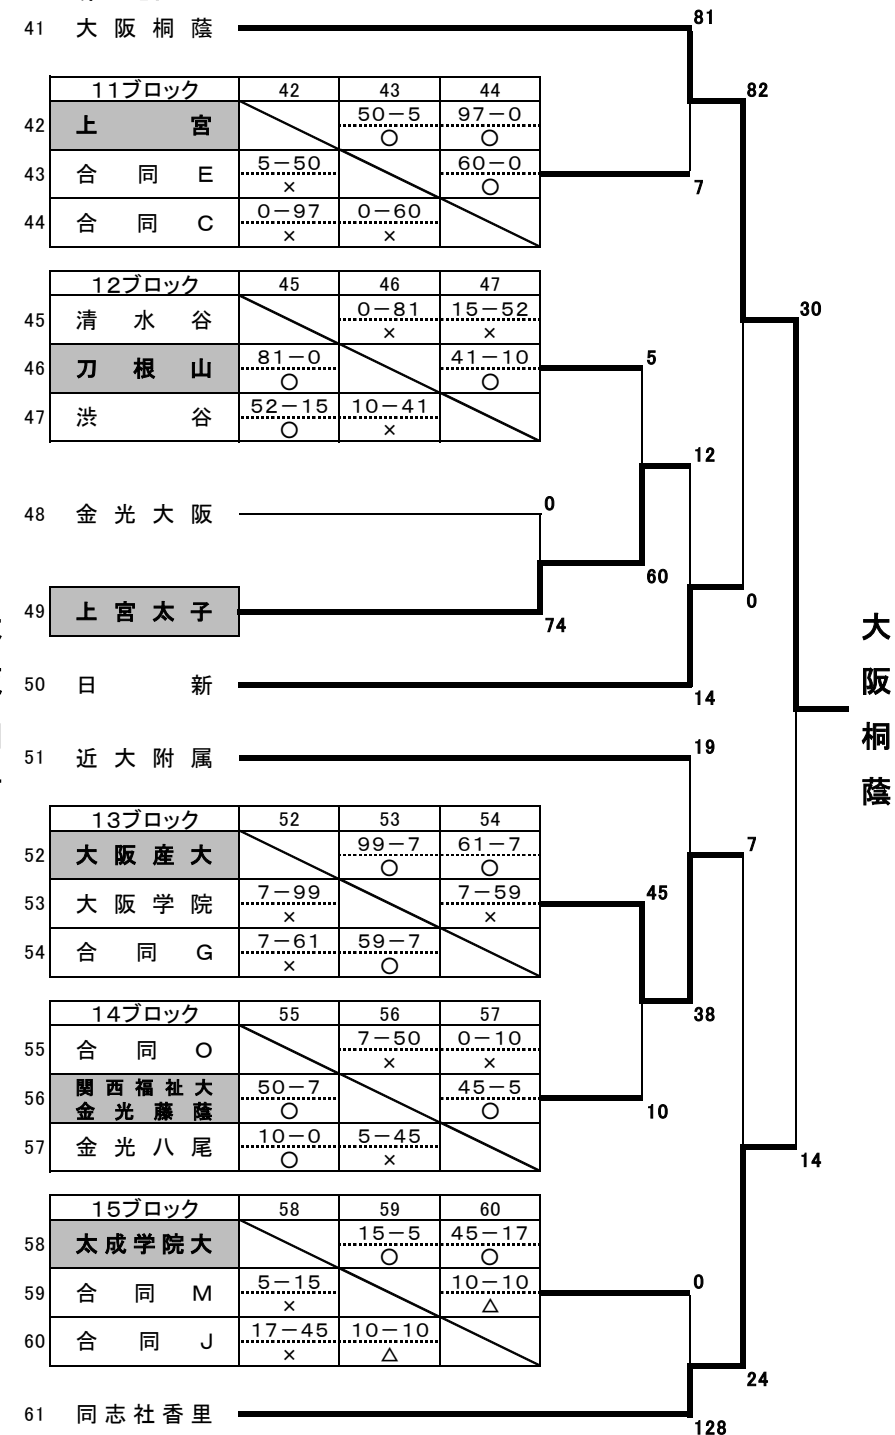 41 大阪桐蔭
81
82
11ブロック 42 43 44
42 上宮 50－5 97－0
○ ○
43 合同E 5－50 60－0
× ○
7
44 合同C 0－97 0－60
× ×
12ブロック 45 46 47
30
45 清水谷 0－81 15－52
× ×
46 刀根山 81－0 41－10
○ ○
5
47 渋谷 52－15 10－41
○ ×
12
48 金光大阪 0
60
0
49 上宮太子
74
50 日新
14
大阪桐蔭
51 近大附属
19
13ブロック 52 53 54
7
52 大阪産大 99－7 61－7
○ ○
45
53 大阪学院 7－99 7－59
× ×
54 合同G 7－61 59－7
× ○
14ブロック 55 56 57
38
55 合同O 7－50 0－10
× ×
56 関西福祉大金光藤蔭 50－7 45－5
○ ○
10
57 金光八尾 10－0 5－45
○ ×
14
15ブロック 58 59 60
58 太成学院大 15－5 45－17
○ ○
59 合同M 5－15 10－10
× △
0
60 合同J 17－45 10－10
× △
24
61 同志社香里
128